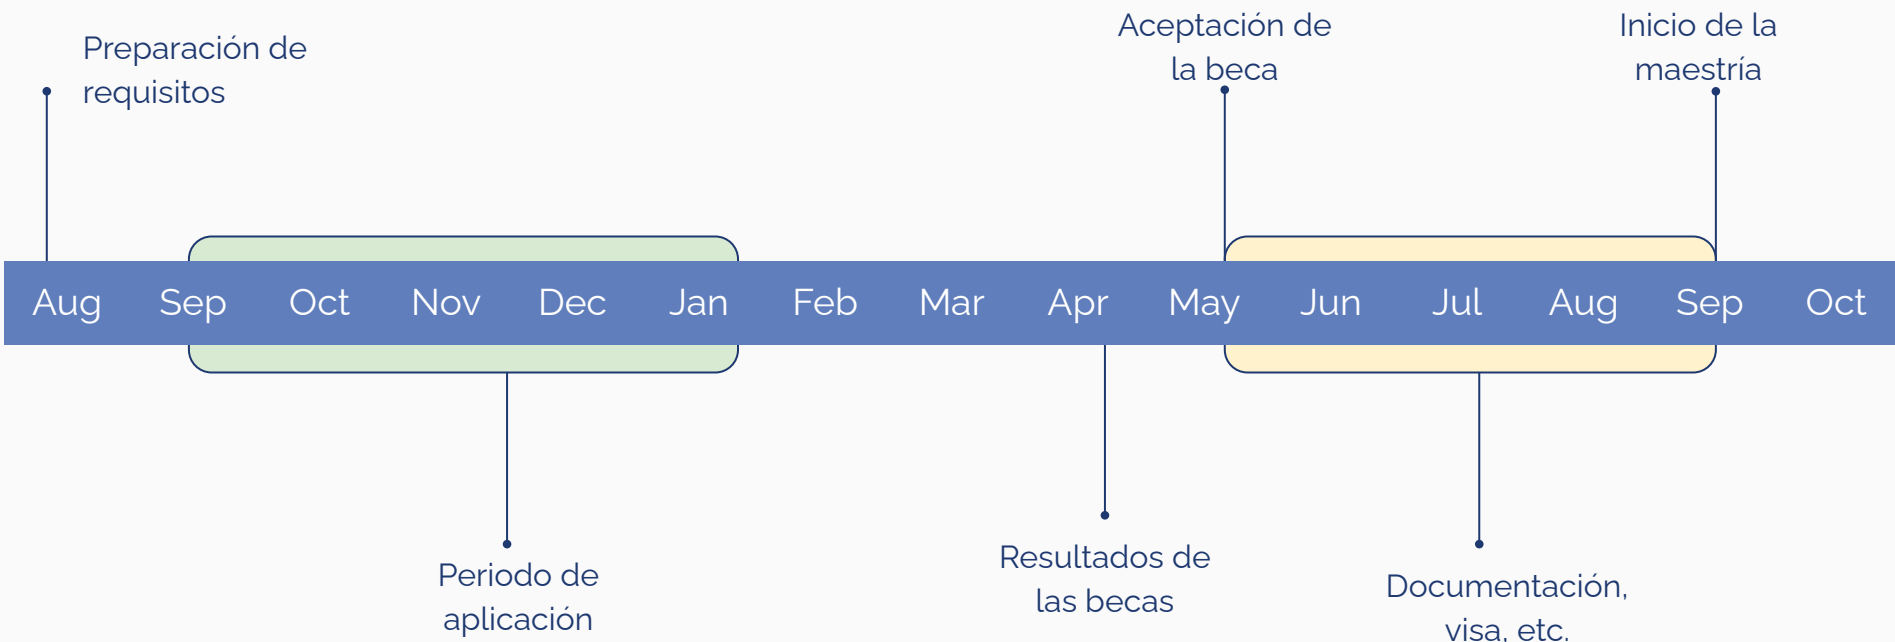 Preparación de
requisitos
Aceptación de
la beca
Inicio de la
maestría
Aug Sep Oct Nov Dec Jan Feb Mar Apr May Jun Jul Aug Sep Oct
Periodo de
aplicación
Resultados de
las becas
Documentación,
visa, etc.